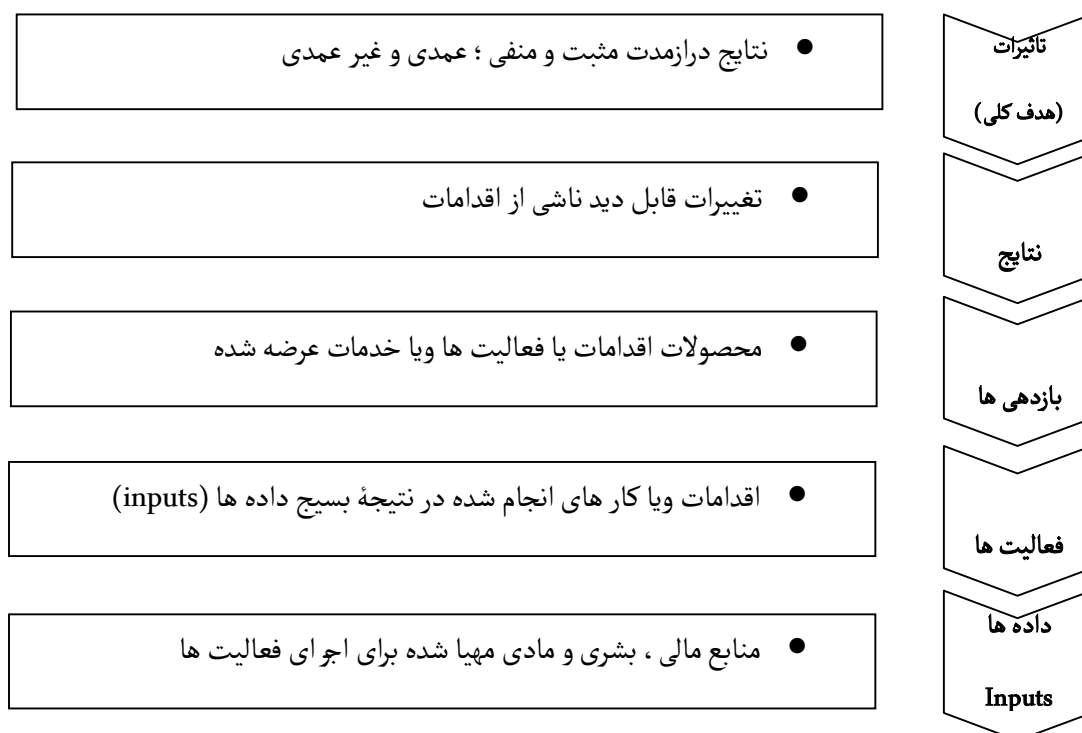 تاثیرات
(هدف کلی)
● نتایج درازمدت مثبت و منفی ؛ عمدی و غیر عمدی
نتایج
● تغییرات قابل دید ناشی از اقدامات
بازدهی ها
● محصولات اقدامات یا فعالیت ها ویا خدمات عرضه شده
فعالیت ها
● اقدامات ویا کار های انجام شده در نتیجۀ بسیج داده ها (inputs)
داده ها
Inputs
● منابع مالی ، بشری و مادی مهیا شده برای اجرای فعالیت ها